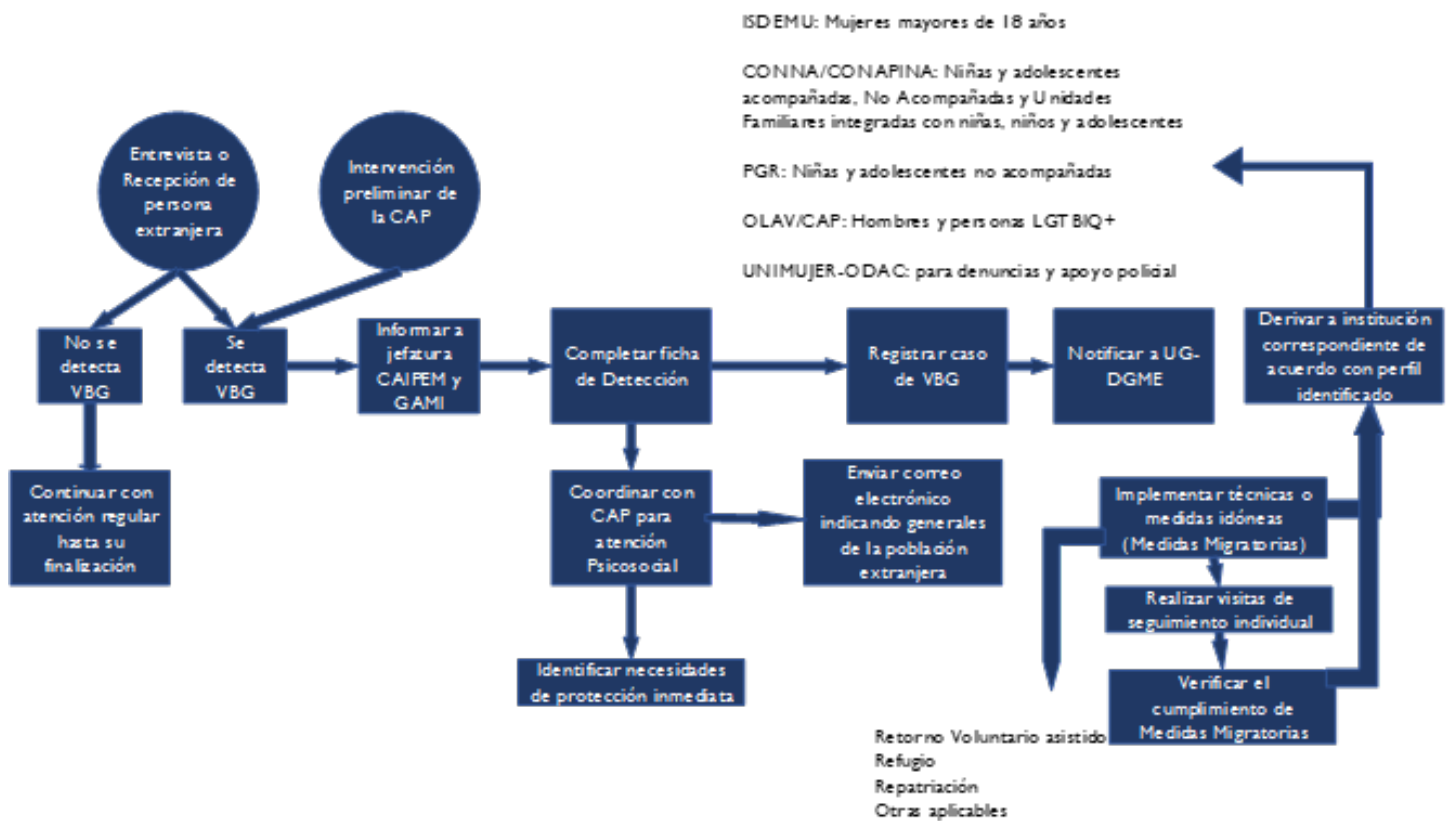 ISDEMU: Mujeres mayores de 18 años
CONNA/CONAPINA: Niñas y adolescentes
acompañadas, No Acompañadas y Unidades
Familiares integradas con niñas, niños y adolescentes
PGR: Niñas y adolescentes no acompañadas
OLAV/CAP: Hombres y personas LGTBIQ+
UNIMUJER-ODAC: para denuncias y apoyo policial
Entrevista o
Recepción de
persona
extranjera
Intervención
preliminar de
la CAP
No se
detecta
VBG
Se
detecta
VBG
Informar a
jefatura
CAIPEM y
GAMI
Completar ficha
de Detección
Registrar caso
de VBG
Notificar a UG-
DGME
Derivar a institución
correspondiente de
acuerdo con perfil
identificado
Continuar con
atención regular
hasta su
finalización
Coordinar con
CAP para
atención
Psicosocial
Enviar correo
electrónico
indicando generales
de la población
extranjera
Implementar técnicas o
medidas idóneas
(Medidas Migratorias)
Realizar visitas de
seguimiento individual
Identificar necesidades
de protección inmediata
Verificar el
cumplimiento de
Medidas Migratorias
Retorno Voluntario asistido
Refugio
Repatriación
Otras aplicables